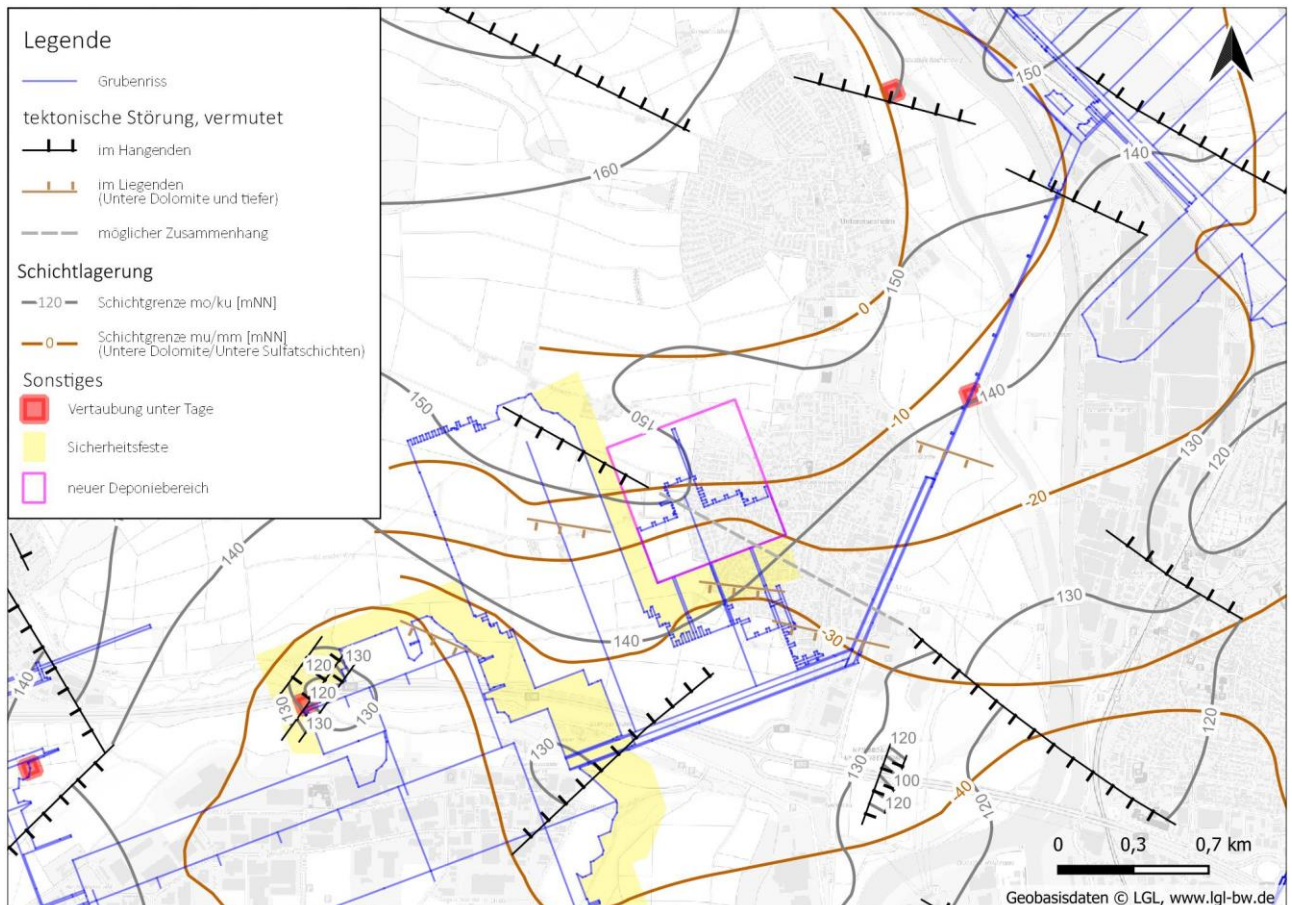 Legende
Grubenriss
tektonische Störung, vermutet
im Hangenden
im Liegenden
(Untere Dolomite und tiefer)
möglicher Zusammenhang
Schichtlagerung
120
Schichtgrenze mo/ku [mNN]
0
Schichtgrenze mu/mm [mNN]
(Untere Dolomite/Untere Sulfatschichten)
Sonstiges
Vertaubung unter Tage
Sicherheitsfeste
neuer Deponiebereich
150
140
160
150
0
150
150
140
-10
130
120
-20
140
140
140
130
-30
120
130
120
130
130
130
120
130
130
120
100
120
120
-40
0
0,3
0,7 km
Geobasisdaten © LGL, www.lgl-bw.de